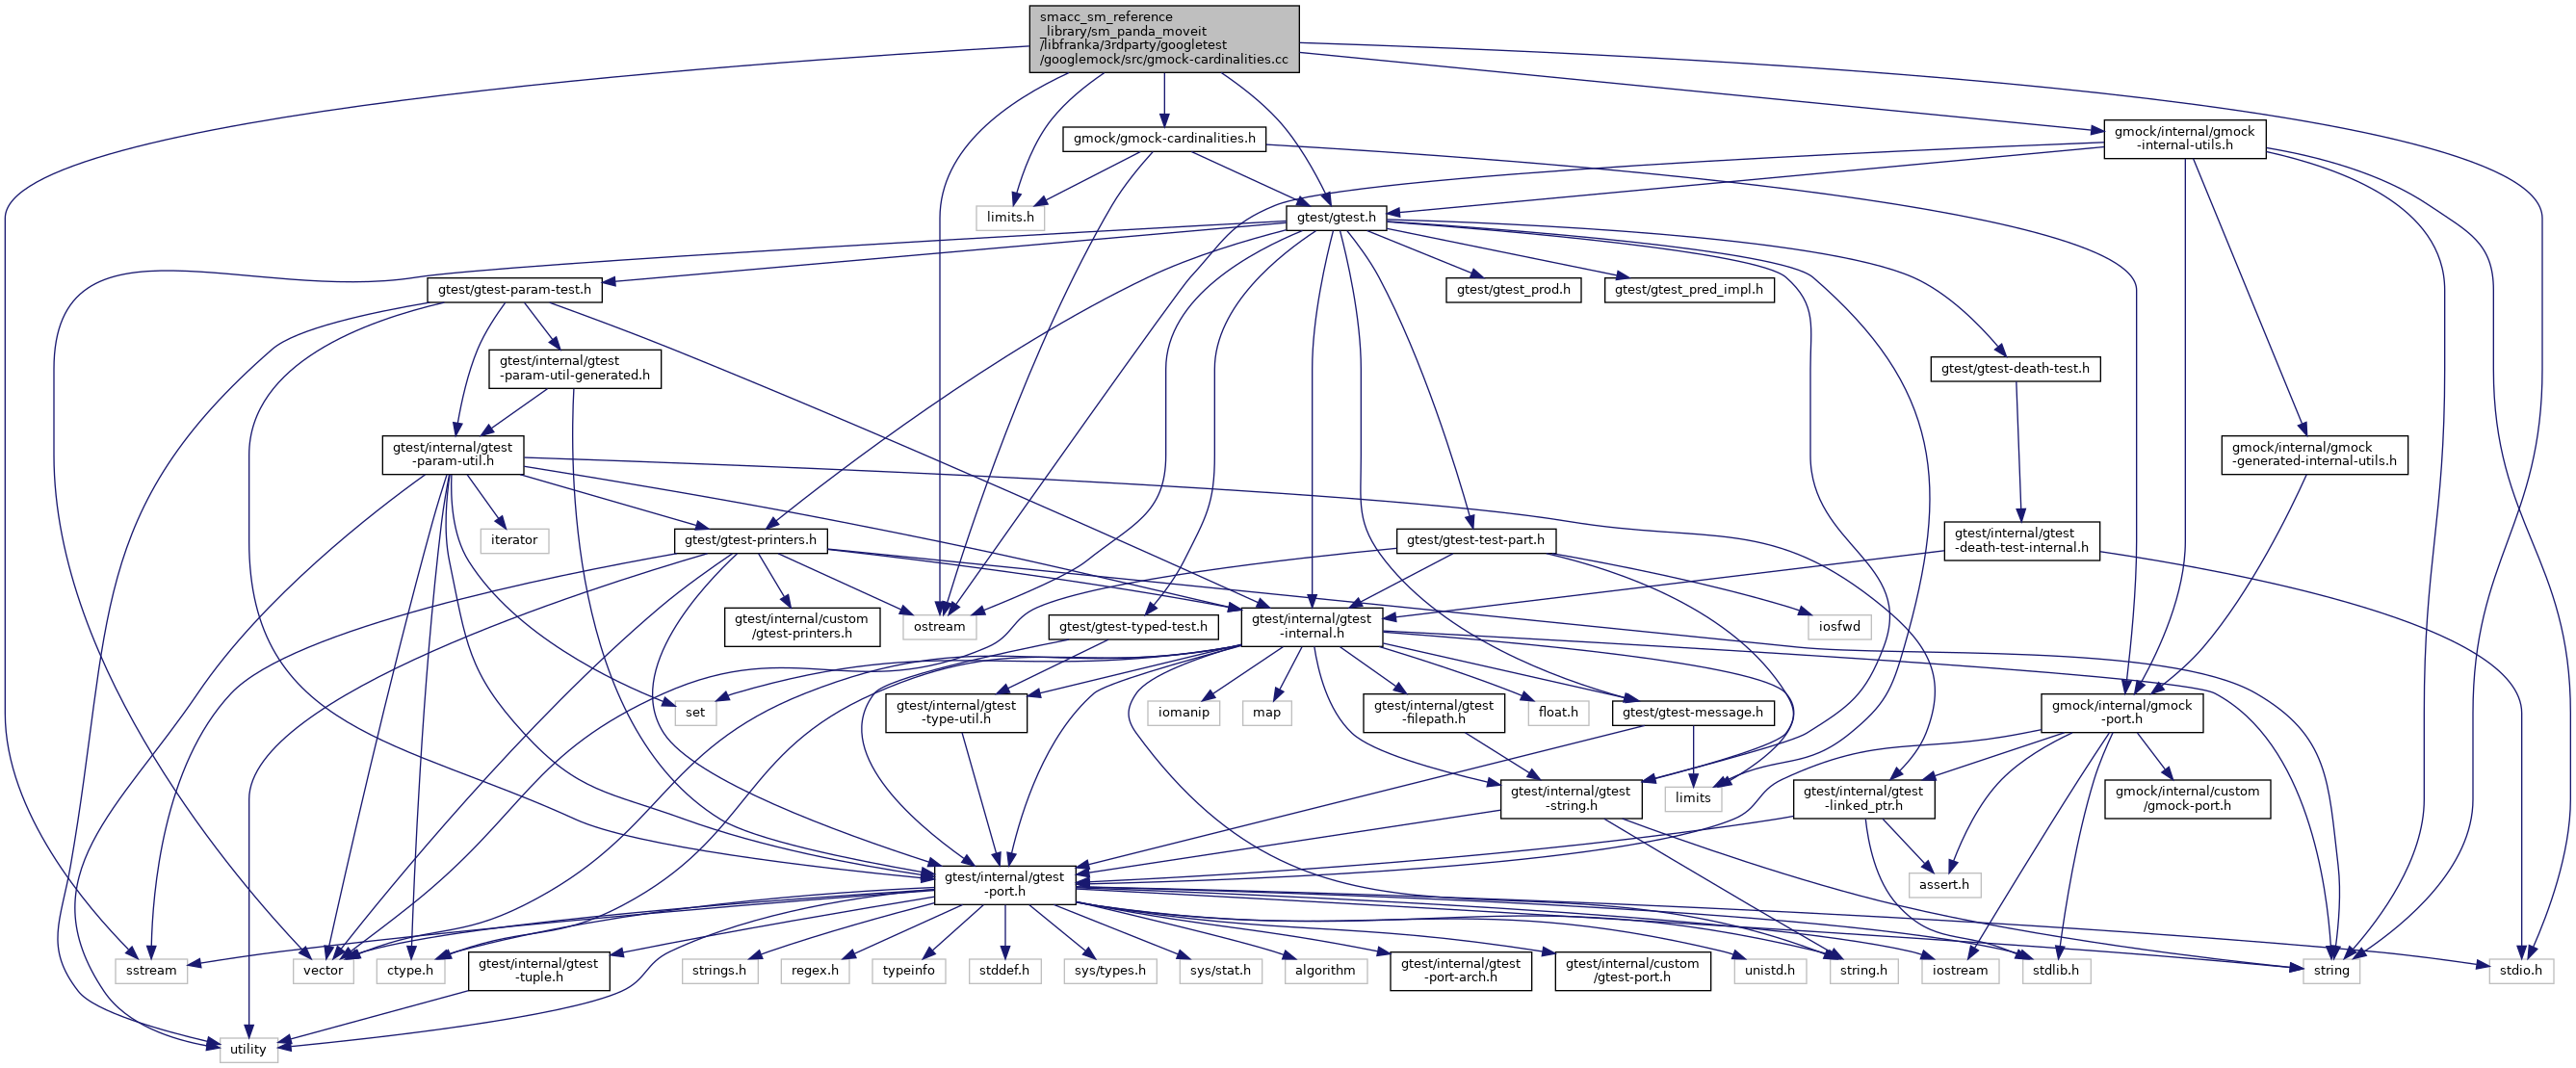 smacc_sm_reference
_library/sm_panda_moveit
/libfranka/3rdparty/googletest
/googlemock/src/gmock-cardinalities.cc
gmock/gmock-cardinalities.h
gmock/internal/gmock
-internal-utils.h
limits.h
gtest/gtest.h
gtest/gtest-param-test.h
gtest/gtest_prod.h
gtest/gtest_pred_impl.h
gtest/internal/gtest
-param-util-generated.h
gtest/gtest-death-test.h
gtest/internal/gtest
-param-util.h
gmock/internal/gmock
-generated-internal-utils.h
iterator
gtest/gtest-printers.h
gtest/gtest-test-part.h
gtest/internal/gtest
-death-test-internal.h
gtest/internal/custom
/gtest-printers.h
ostream
gtest/gtest-typed-test.h
gtest/internal/gtest
-internal.h
iosfwd
set
gtest/internal/gtest
-type-util.h
iomanip
map
gtest/internal/gtest
-filepath.h
float.h
gtest/gtest-message.h
gmock/internal/gmock
-port.h
gtest/internal/gtest
-string.h
limits
gtest/internal/gtest
-linked_ptr.h
gmock/internal/custom
/gmock-port.h
gtest/internal/gtest
-port.h
assert.h
sstream
vector
ctype.h
gtest/internal/gtest
-tuple.h
strings.h
regex.h
typeinfo
stddef.h
sys/types.h
sys/stat.h
algorithm
gtest/internal/gtest
-port-arch.h
gtest/internal/custom
/gtest-port.h
unistd.h
string.h
iostream
stdlib.h
string
stdio.h
utility